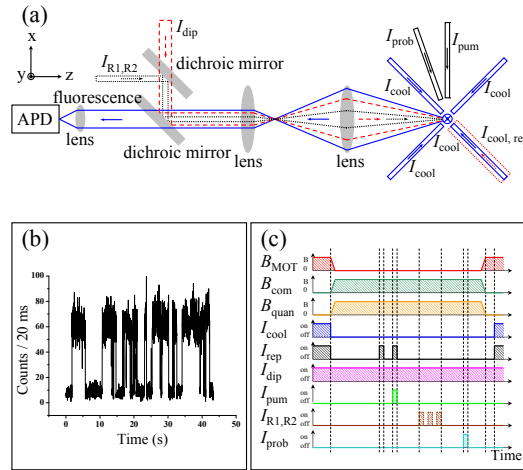 (a)
x
y
z
I_dip
dichroic mirror
I_R1,R2
fluorescence
APD
lens
dichroic mirror
lens
lens
I_prob
I_pum
I_cool
I_cool
I_cool, rep
I_cool
I_cool
(b)
Counts / 20 ms
100
80
60
40
20
0
0 10 20 30 40 50
Time (s)
(c)
B_MOT B 0
B_com B 0
B_quan B 0
I_cool on off
I_rep on off
I_dip on off
I_pum on off
I_R1,R2 on off
I_prob on off
Time